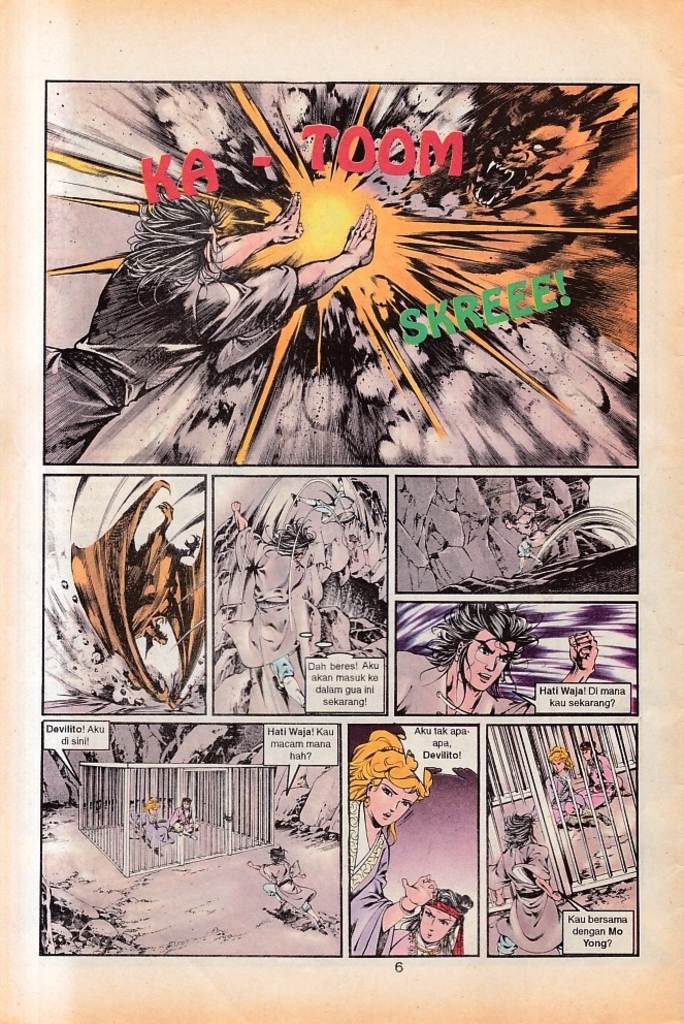 KA - TOOM
SKREEE!
Dah beres! Aku
akan masuk ke
dalam gua ini
sekarang!
Hati Waja! Di mana
kau sekarang?
Devilito! Aku
di sini!
Hati Waja! Kau
macam mana
hah?
Aku tak apa-
apa,
Devilito!
Kau bersama
dengan Mo
Yong?
6